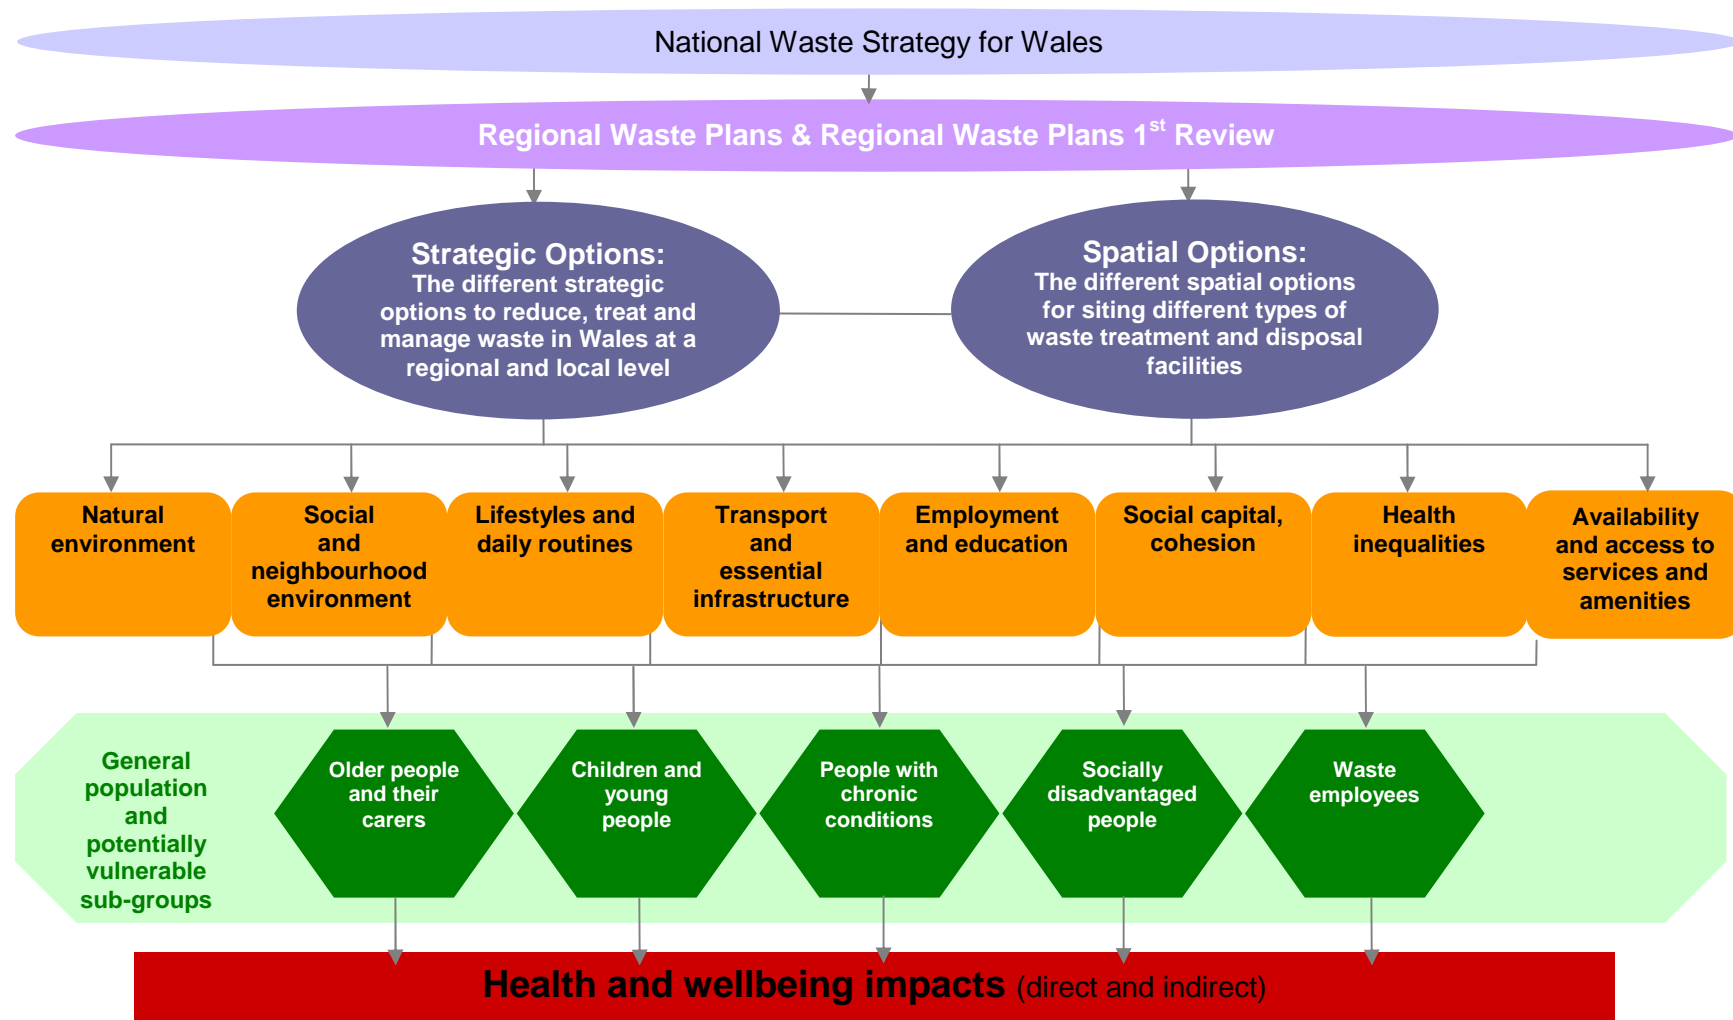 National Waste Strategy for Wales
Regional Waste Plans & Regional Waste Plans 1st Review
Strategic Options:
The different strategic
options to reduce, treat and
manage waste in Wales at a
regional and local level
Spatial Options:
The different spatial options
for siting different types of
waste treatment and disposal
facilities
Natural
environment
Social
and
neighbourhood
environment
Lifestyles and
daily routines
Transport
and
essential
infrastructure
Employment
and education
Social capital,
cohesion
Health
inequalities
Availability
and access to
services and
amenities
General
population
and
potentially
vulnerable
sub-groups
Older people
and their
carers
Children and
young
people
People with
chronic
conditions
Socially
disadvantaged
people
Waste
employees
Health and wellbeing impacts (direct and indirect)